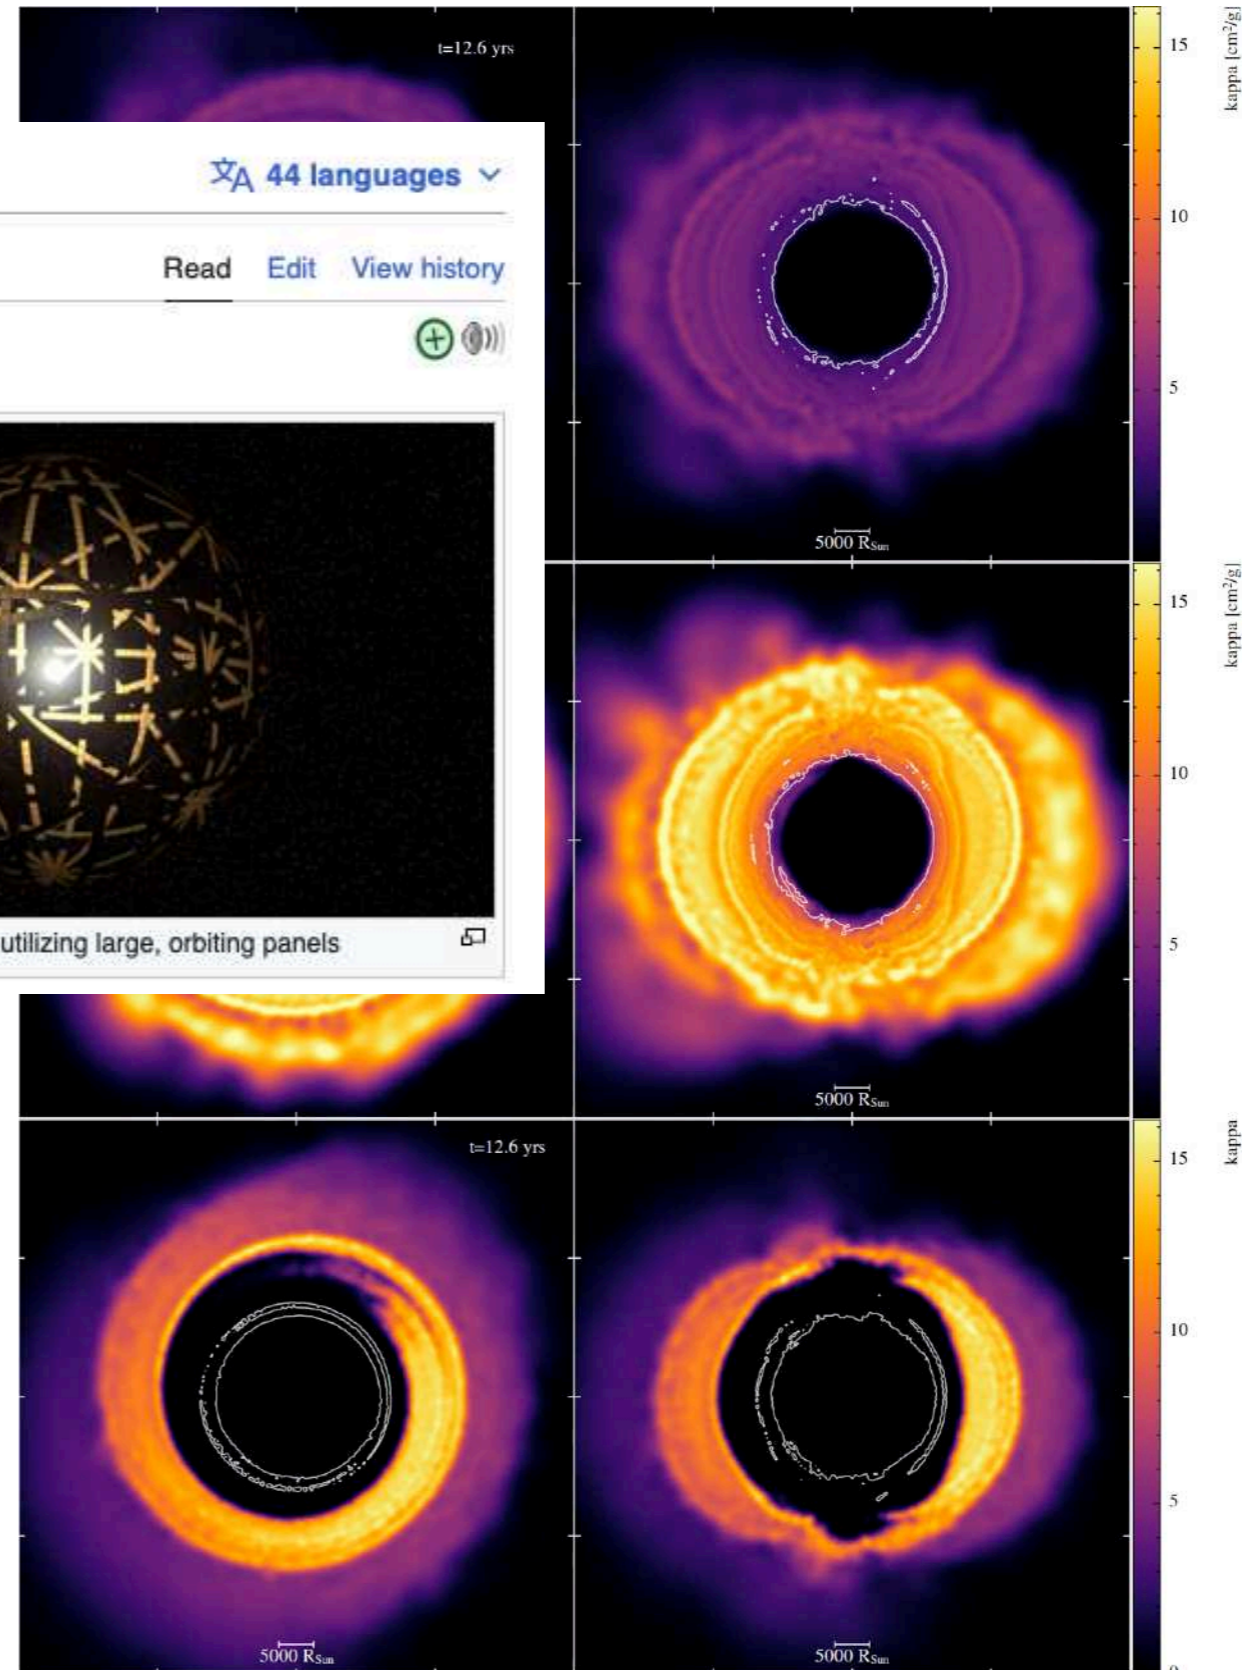 t=12.6 yrs
15
kappa [cm²/g]
10
5
5000 R_Sun
文A 44 languages
Read Edit View history
utilizing large, orbiting panels
15
kappa [cm²/g]
10
5
5000 R_Sun
t=12.6 yrs
15
kappa
10
5
5000 R_Sun
5000 R_Sun